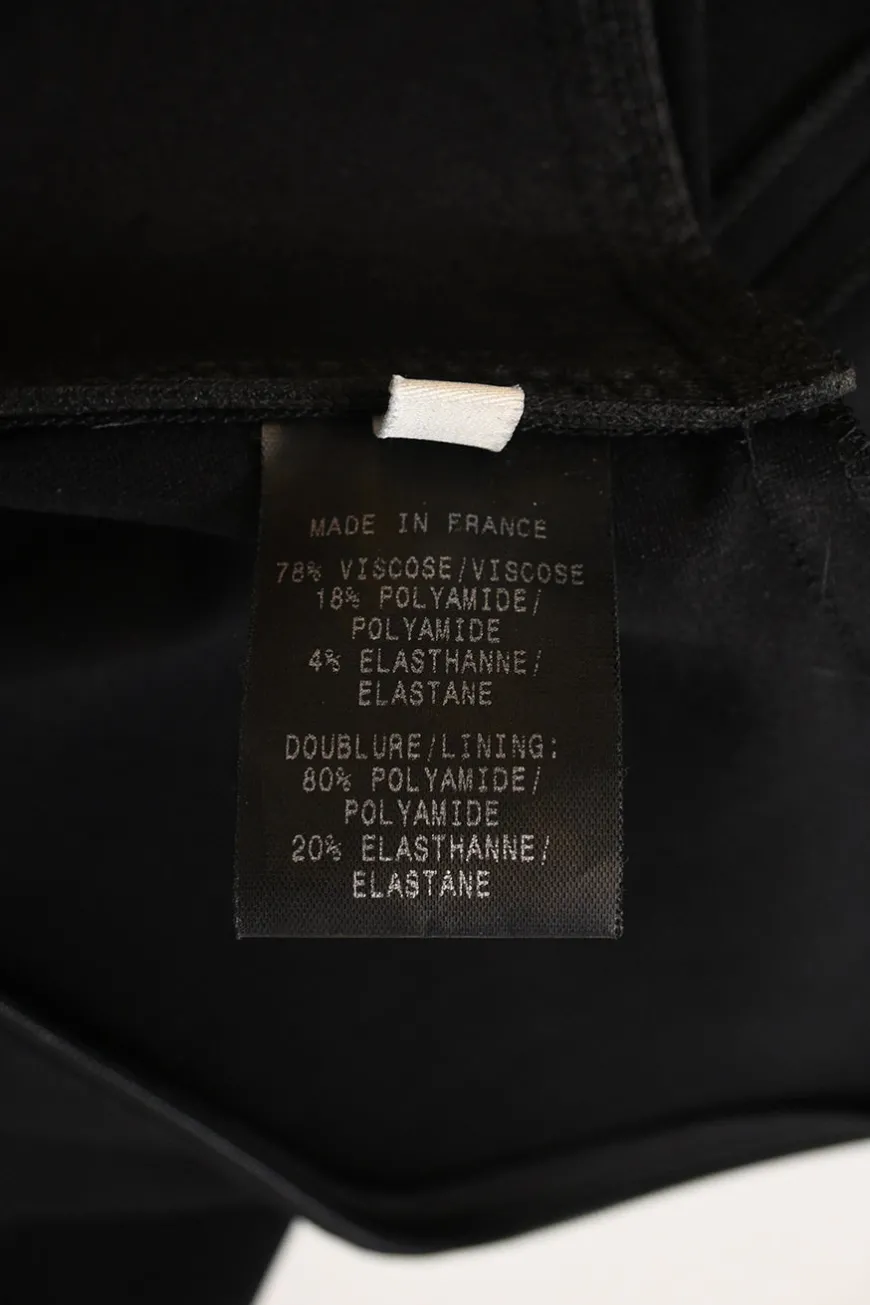 MADE IN FRANCE
78% VISCOSE/VISCOSE
18% POLYAMIDE/
POLYAMIDE
4% ELASTHANNE/
ELASTANE
DOUBLURE/LINING:
80% POLYAMIDE/
POLYAMIDE
20% ELASTHANNE/
ELASTANE